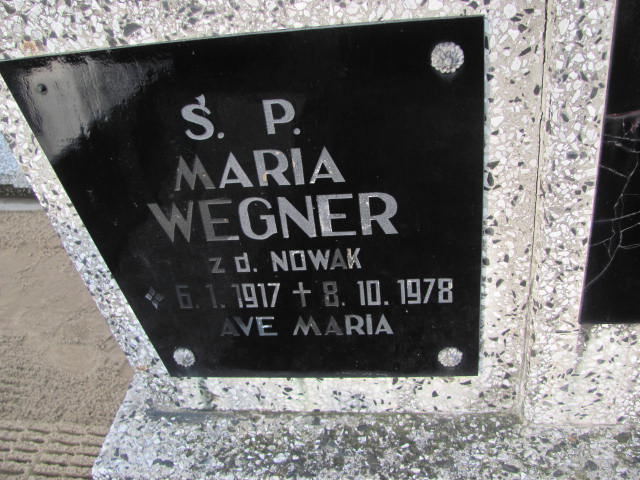 Ś. P.
MARIA
WEGNER
z d. NOWAK
6. 1. 1917 + 8. 10. 1978
AVE MARIA